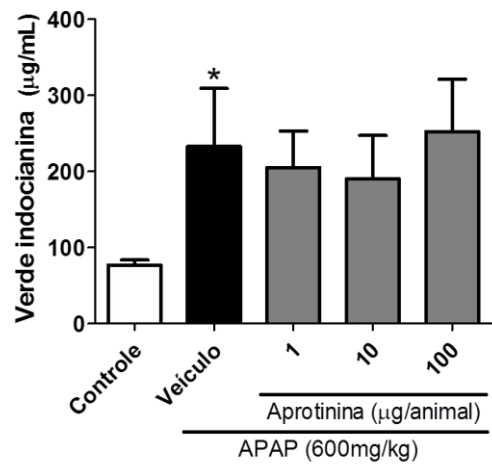 Verde indocianina (μg/mL)
400
300
200
100
0
*
Controle
Veículo
1
10
100
Aprotinina (μg/animal)
APAP (600mg/kg)